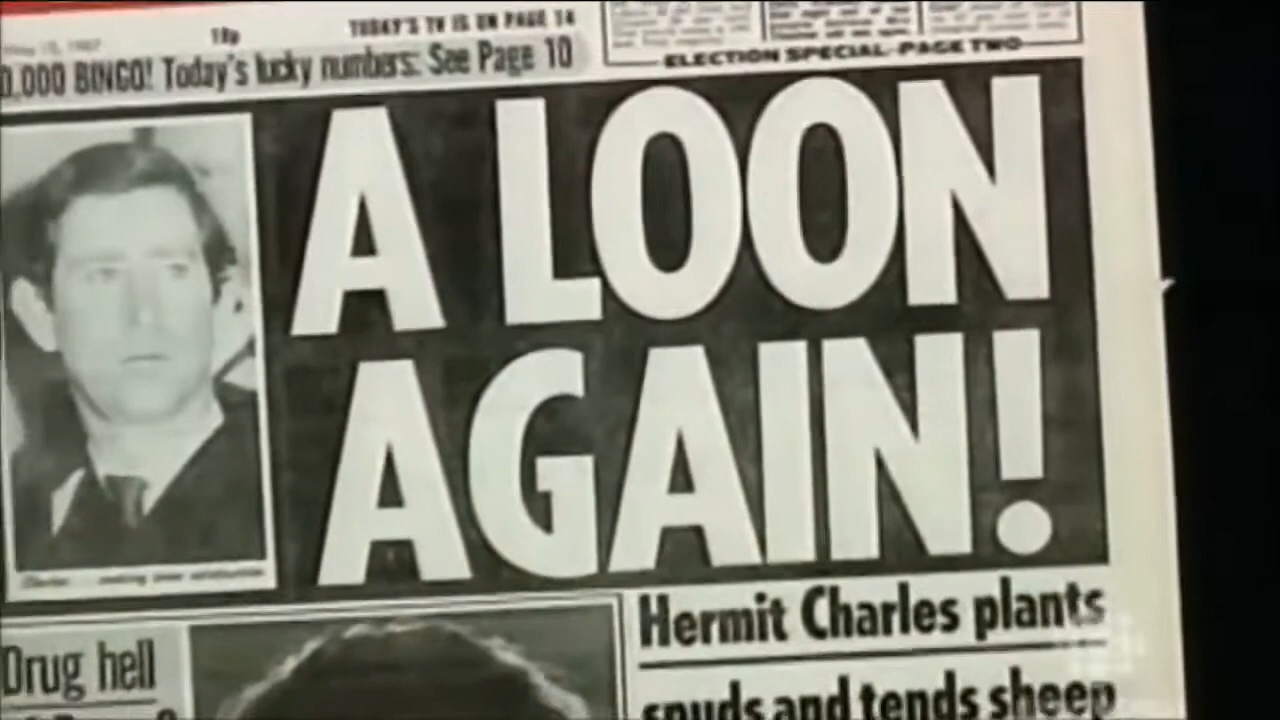 18p
TODAY'S TV IS ON PAGE 14
0,000 BINGO! Today's lucky numbers: See Page 10
ELECTION SPECIAL-PAGE TWO
A LOON
AGAIN!
Hermit Charles plants
spuds and tends sheep
Drug hell